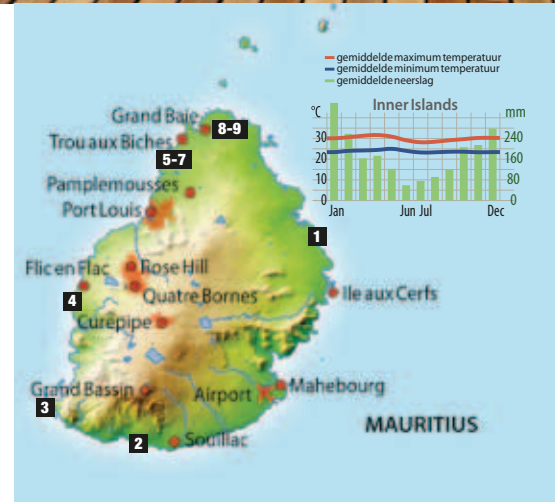 gemiddelde maximum temperatuur
gemiddelde minimum temperatuur
gemiddelde neerslag
Inner Islands
°C
mm
30
240
20
160
10
80
0
0
Jan
Jun Jul
Dec
Grand Baie
8-9
Trou aux Biches
5-7
Pamplemousses
Port Louis
1
Flic en Flac
Rose Hill
4
Quatre Bornes
Ile aux Cerfs
Curepipe
Grand Bassin
Airport
Mahebourg
3
MAURITIUS
2
Souillac